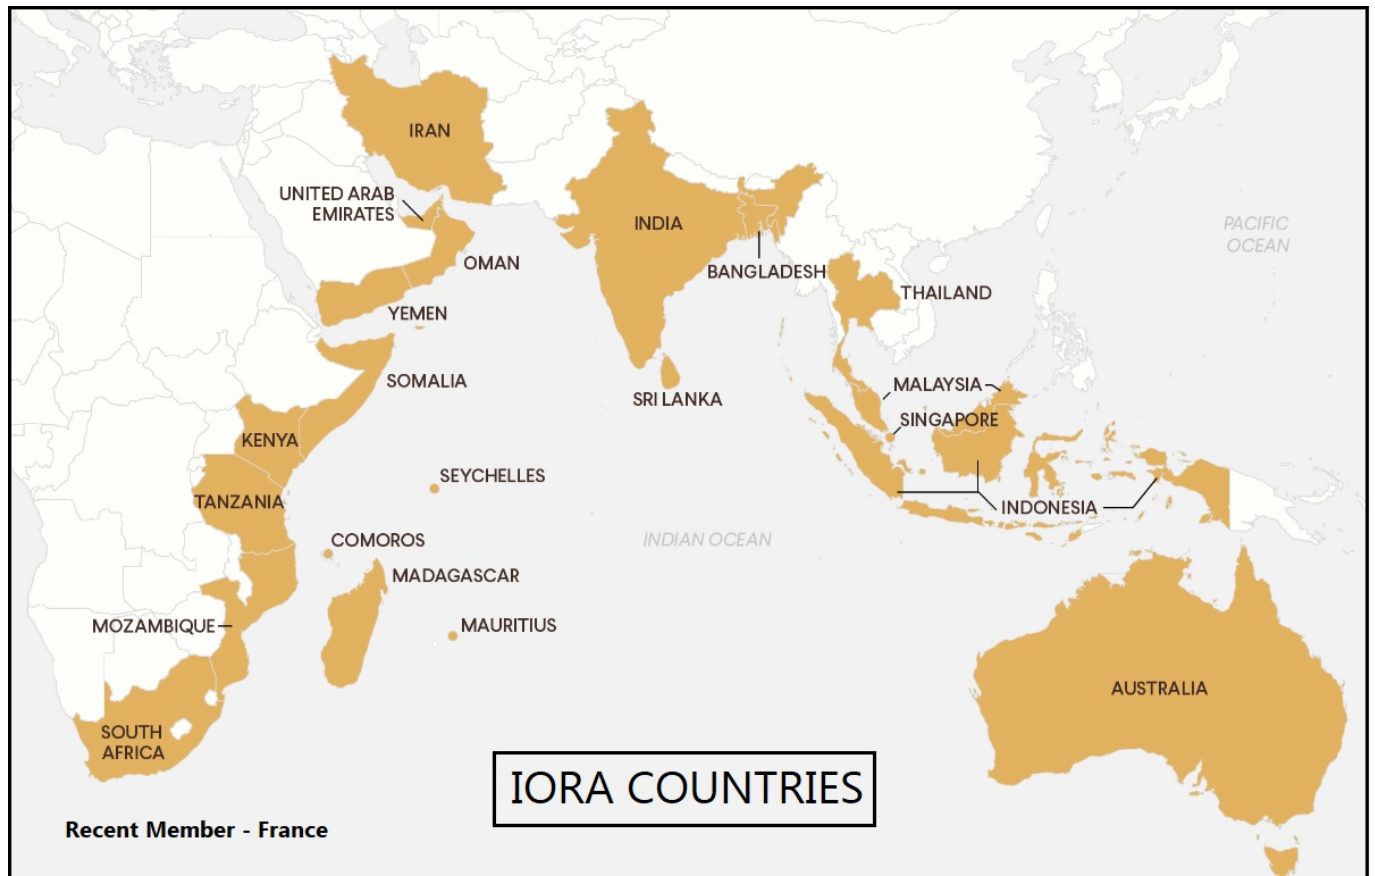 IRAN
UNITED ARAB
EMIRATES
INDIA
PACIFIC
OCEAN
OMAN
BANGLADESH
THAILAND
YEMEN
SOMALIA
MALAYSIA
SRI LANKA
SINGAPORE
KENYA
SEYCHELLES
TANZANIA
INDONESIA
COMOROS
INDIAN OCEAN
MADAGASCAR
MOZAMBIQUE
MAURITIUS
AUSTRALIA
SOUTH
AFRICA
IORA COUNTRIES
Recent Member - France